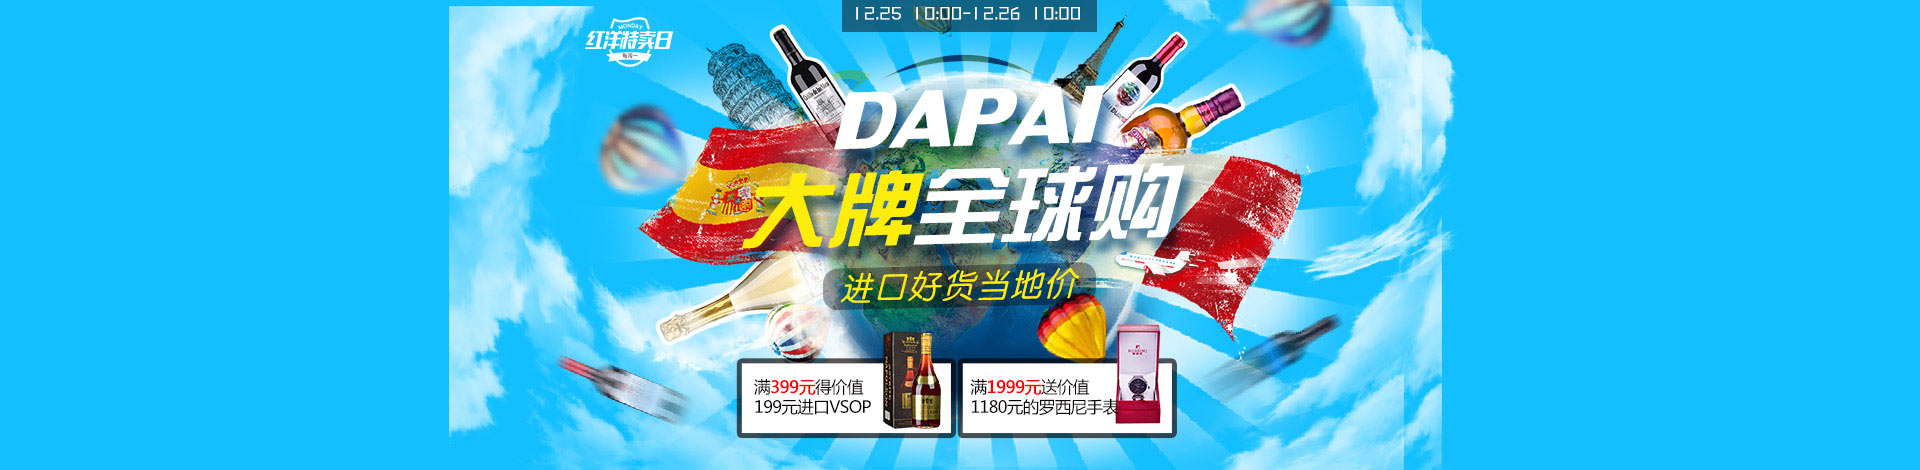 12.25 10:00-12.26 10:00
MONDAY
红洋特卖日
每周一
DAPAI
大牌全球购
进口好货当地价
满399元得价值
199元进口VSOP
满1999元送价值
1180元的罗西尼手表